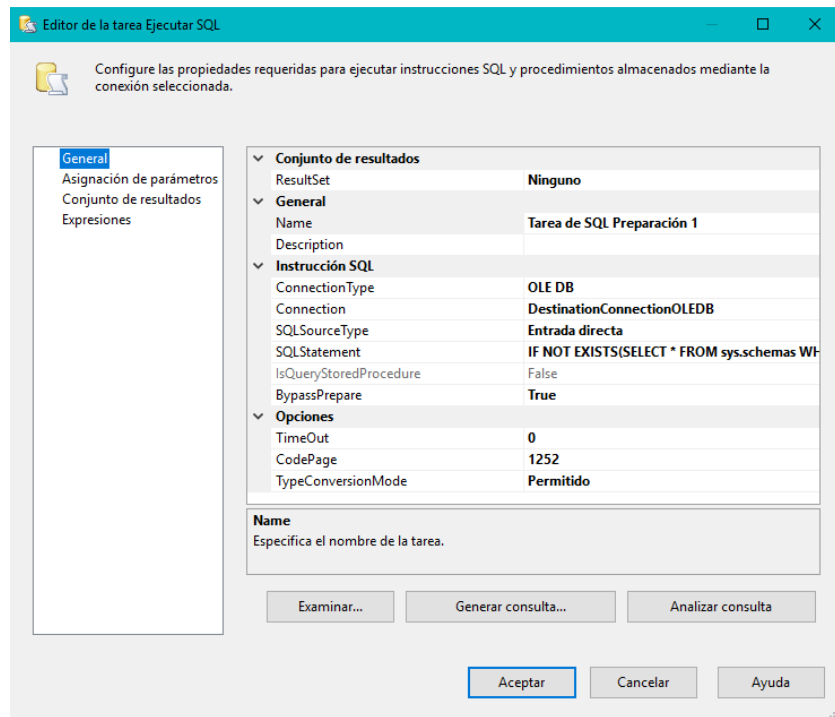 Editor de la tarea Ejecutar SQL
Configure las propiedades requeridas para ejecutar instrucciones SQL y procedimientos almacenados mediante la
conexión seleccionada.
General
Asignación de parámetros
Conjunto de resultados
Expresiones
Conjunto de resultados
ResultSet Ninguno
General
Name Tarea de SQL Preparación 1
Description
Instrucción SQL
ConnectionType OLE DB
Connection DestinationConnectionOLEDB
SQLSourceType Entrada directa
SQLStatement IF NOT EXISTS(SELECT * FROM sys.schemas WH
IsQueryStoredProcedure False
BypassPrepare True
Opciones
TimeOut 0
CodePage 1252
TypeConversionMode Permitido
Name
Especifica el nombre de la tarea.
Examinar... Generar consulta... Analizar consulta
Aceptar Cancelar Ayuda